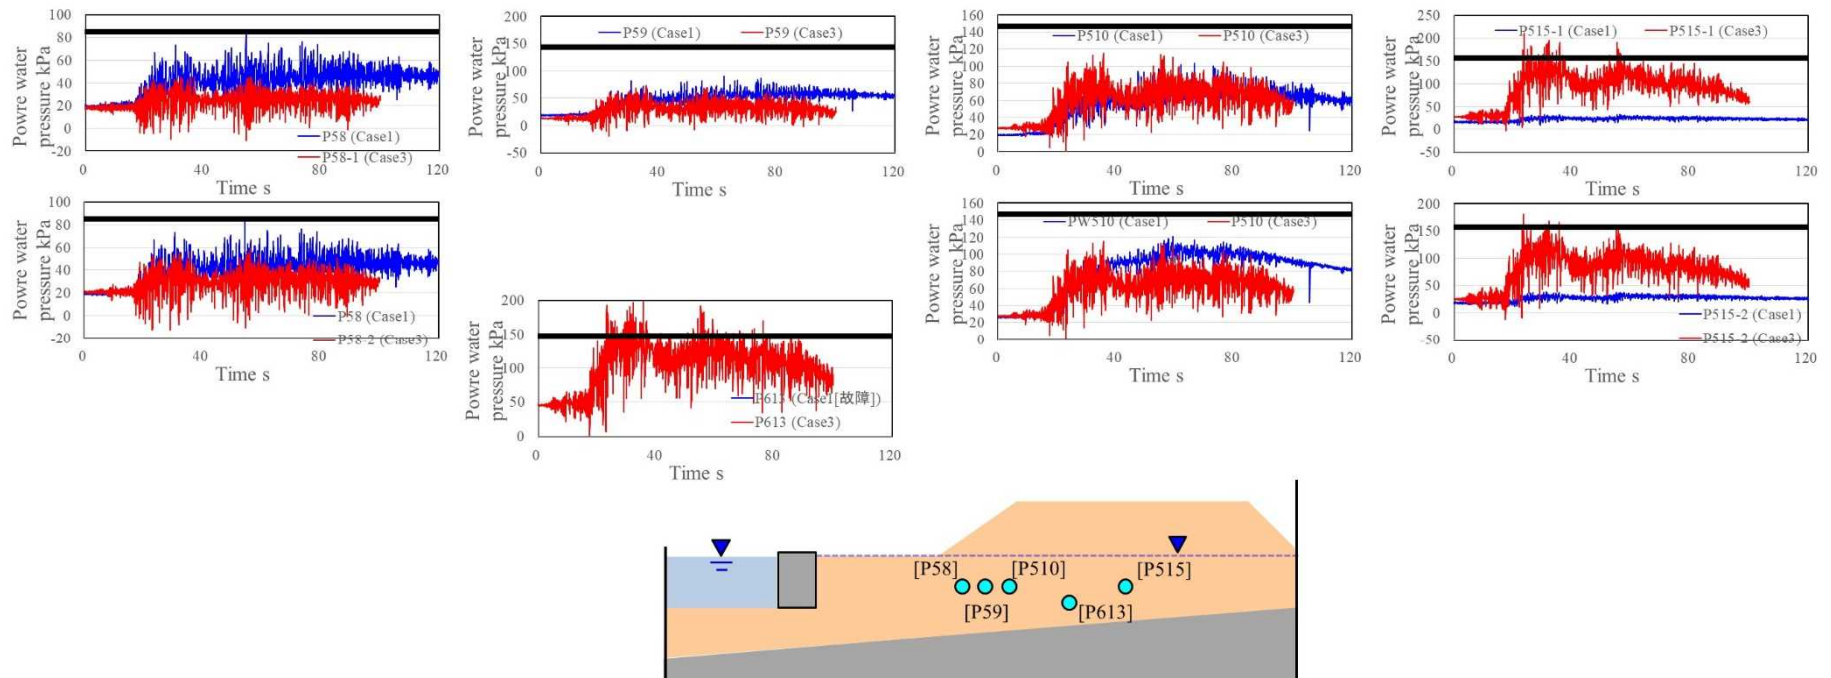 Powre water
pressure kPa
100
80
60
40
20
0
-20
P58 (Case1)
P58-1 (Case3)
0
40
80
120
Time s
Powre water
pressure kPa
200
150
100
50
0
-50
P59 (Case1)
P59 (Case3)
0
40
80
120
Time s
Powre water
pressure kPa
160
140
120
100
80
60
40
20
0
P510 (Case1)
P510 (Case3)
0
40
80
120
Time s
Powre water
pressure kPa
250
200
150
100
50
0
-50
P515-1 (Case1)
P515-1 (Case3)
0
40
80
120
Time s
Powre water
pressure kPa
100
80
60
40
20
0
-20
P58 (Case1)
P58-2 (Case3)
0
40
80
120
Time s
Powre water
pressure kPa
200
150
100
50
0
P613 (Case1[故障])
P613 (Case3)
0
40
80
120
Time s
Powre water
pressure kPa
160
140
120
100
80
60
40
20
0
PW510 (Case1)
P510 (Case3)
0
40
80
120
Time s
Powre water
pressure kPa
200
150
100
50
0
-50
P515-2 (Case1)
P515-2 (Case3)
0
40
80
120
Time s
[P58]
[P510]
[P515]
[P59]
[P613]